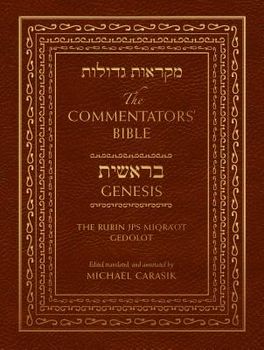 מקראות גדולות
The
COMMENTATORS'
BIBLE
בראשית
GENESIS
THE RUBIN JPS MIQRA'OT
GEDOLOT
Edited, translated, and annotated by
MICHAEL CARASIK